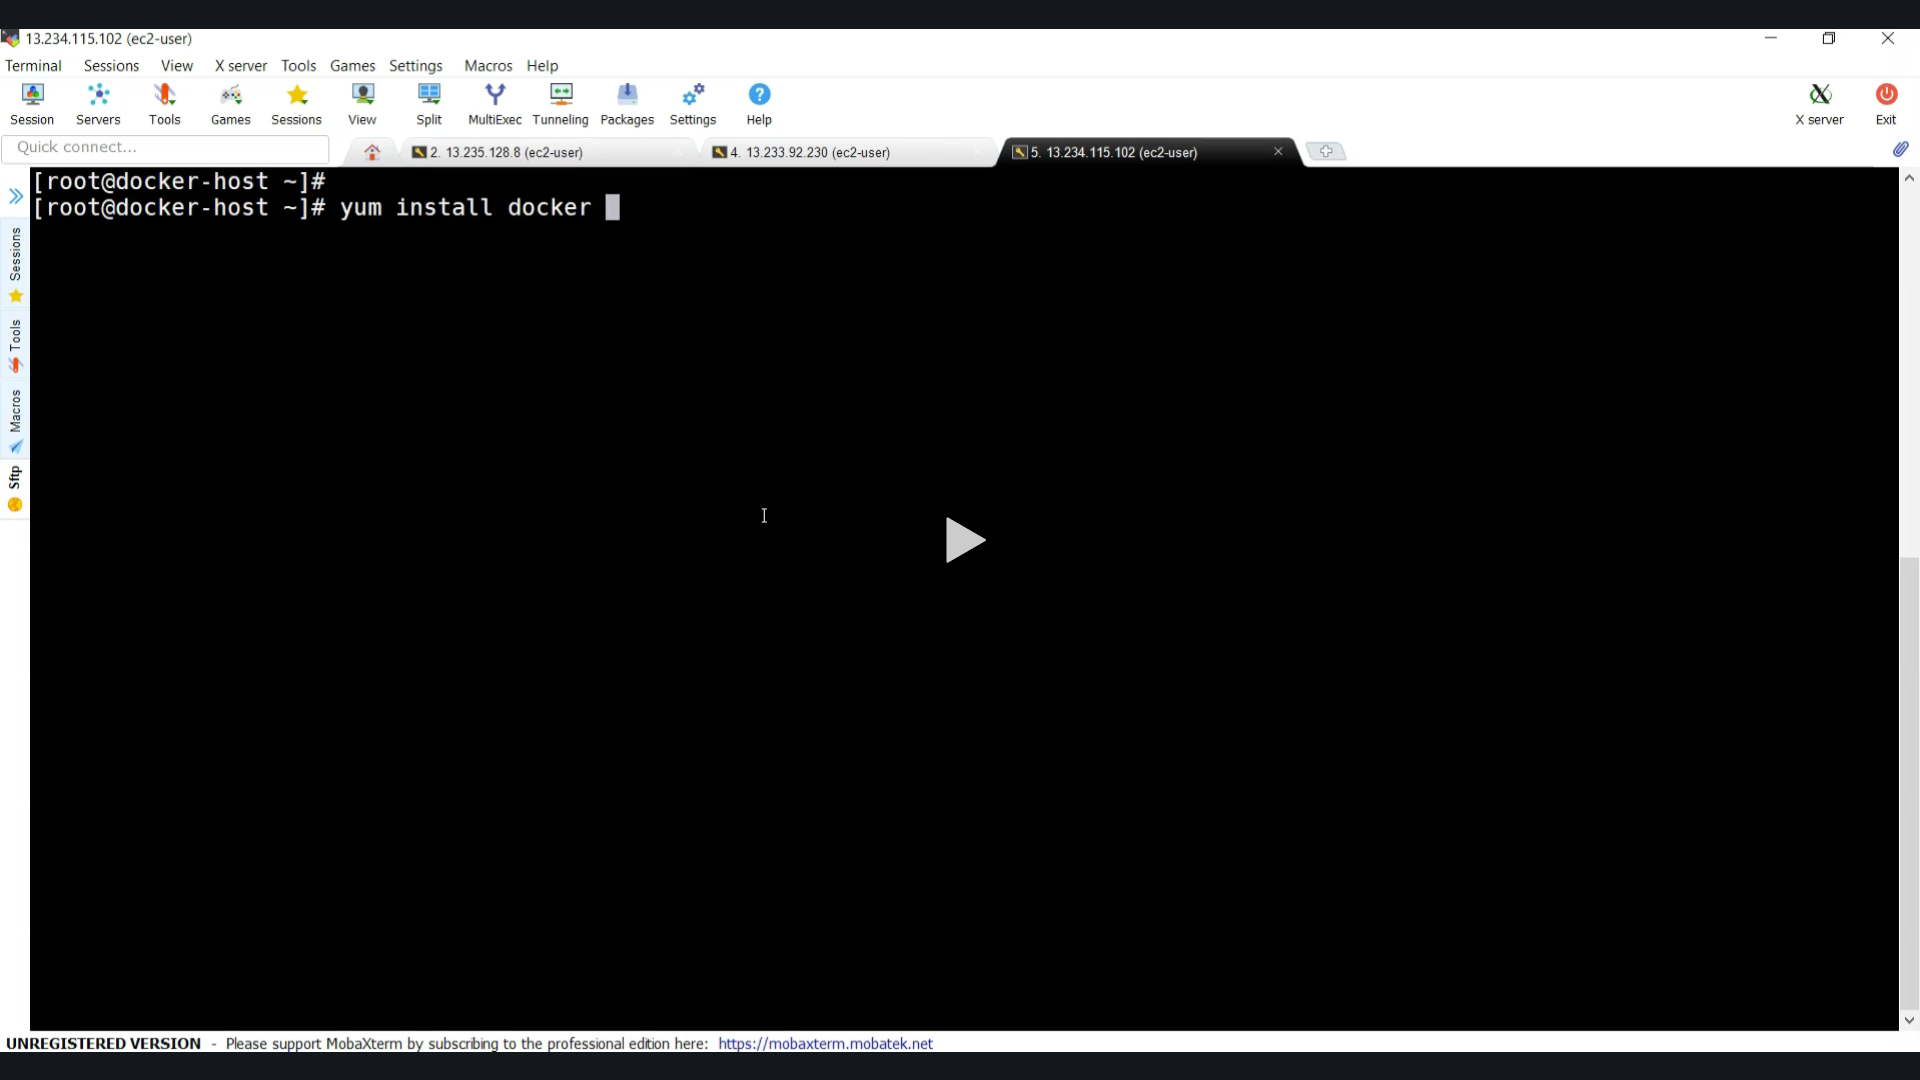 13.234.115.102 (ec2-user)
Terminal Sessions View X server Tools Games Settings Macros Help
Session Servers Tools Games Sessions View Split MultiExec Tunneling Packages Settings Help X server Exit
Quick connect... 2. 13.235.128.8 (ec2-user) 4. 13.233.92.230 (ec2-user) 5. 13.234.115.102 (ec2-user)
[root@docker-host ~]#
[root@docker-host ~]# yum install docker
Sessions
Tools
Macros
Sftp
UNREGISTERED VERSION - Please support MobaXterm by subscribing to the professional edition here: https://mobaxterm.mobatek.net